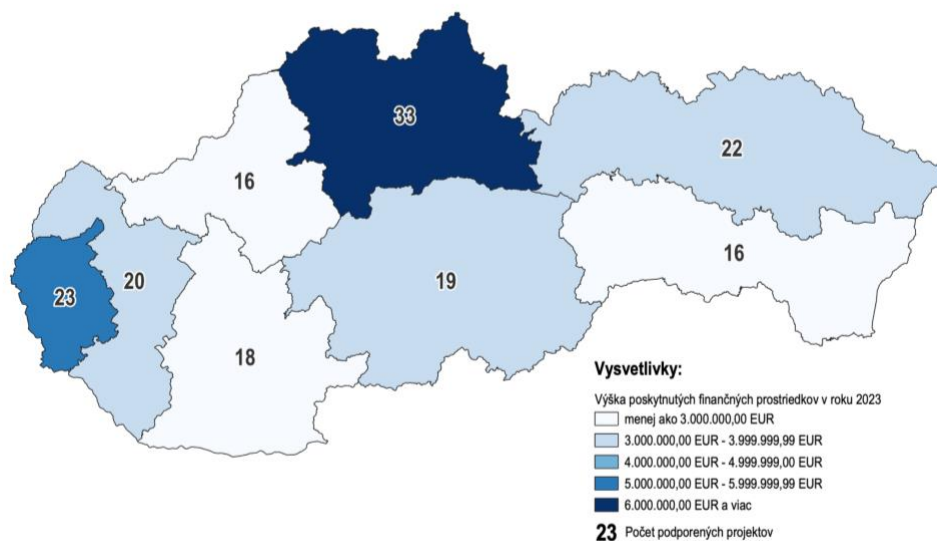 33
22
16
16
20
19
23
18
Vysvetlivky:
Výška poskytnutých finančných prostriedkov v roku 2023
menej ako 3.000.000,00 EUR
3.000.000,00 EUR - 3.999.999,99 EUR
4.000.000,00 EUR - 4.999.999,00 EUR
5.000.000,00 EUR - 5.999.999,99 EUR
6.000.000,00 EUR a viac
23 Počet podporených projektov